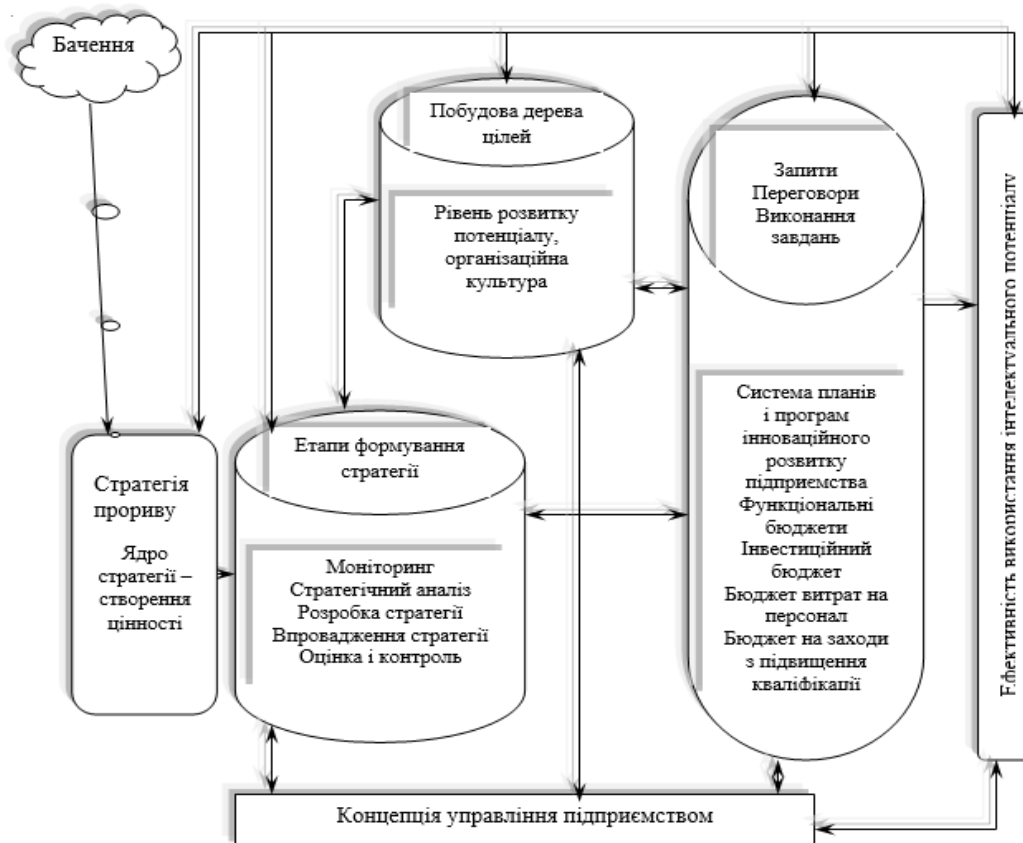 Бачення
Побудова дерева
цілей
Рівень розвитку
потенціалу,
організаційна
культура
Запити
Переговори
Виконання
завдань
Етапи формування
стратегії
Моніторинг
Стратегічний аналіз
Розробка стратегії
Впровадження стратегії
Оцінка і контроль
Стратегія
прориву
Ядро
стратегії –
створення
цінності
Система планів
і програм
інноваційного
розвитку
підприємства
Функціональні
бюджети
Інвестиційний
бюджет
Бюджет витрат на
персонал
Бюджет на заходи
з підвищення
кваліфікації
Ефективність використання інтелектуального потенціалу
Концепція управління підприємством